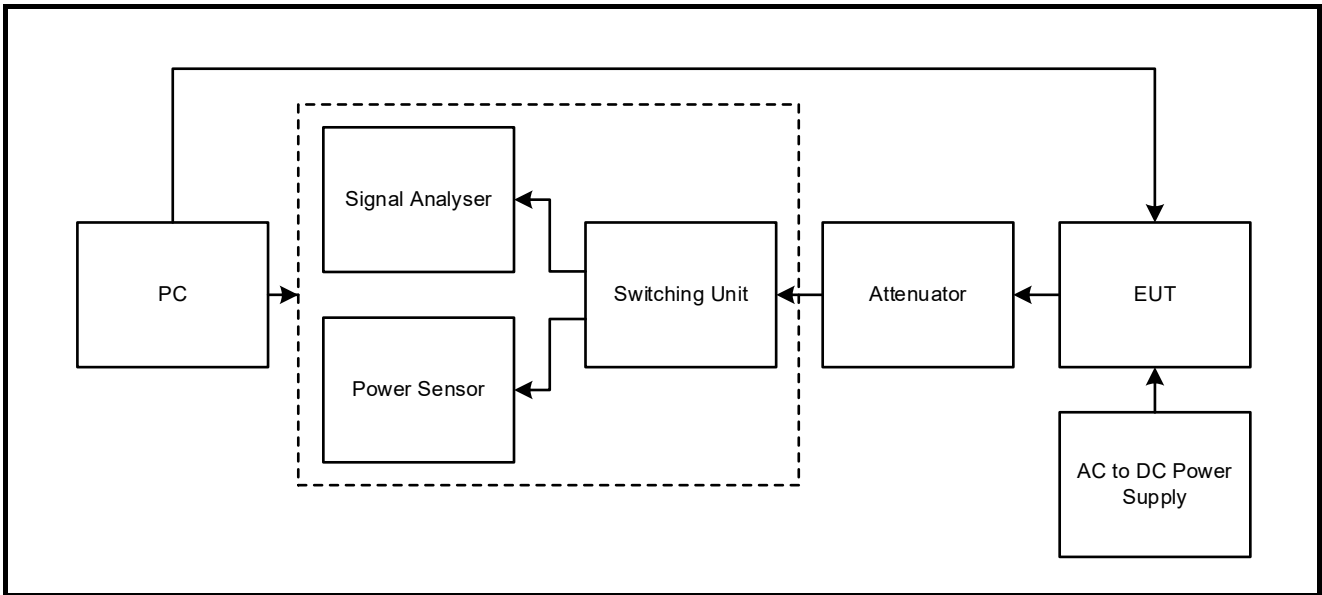 Signal Analyser
PC
Switching Unit
Attenuator
EUT
Power Sensor
AC to DC Power
Supply